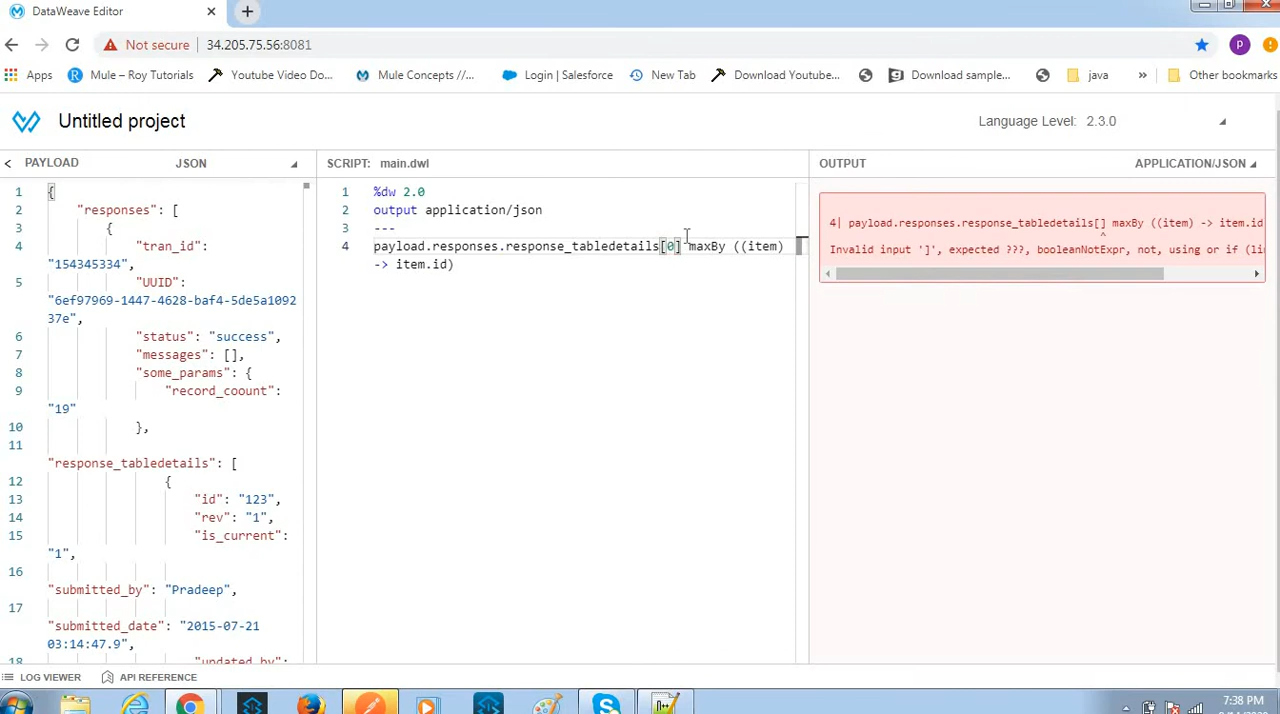 DataWeave Editor
Not secure 34.205.75.56:8081
Apps Mule – Roy Tutorials Youtube Video Do... Mule Concepts //... Login | Salesforce New Tab Download Youtube... Download sample... java » Other bookmarks
Untitled project Language Level: 2.3.0
PAYLOAD JSON SCRIPT: main.dwl OUTPUT APPLICATION/JSON
1 {
2 "responses": [
3 {
4 "tran_id":
"154345334",
5 "UUID":
"6ef97969-1447-4628-baf4-5de5a1092
37e",
6 "status": "success",
7 "messages": [],
8 "some_params": {
9 "record_coount":
"19"
10 },
11
"response_tabledetails": [
12 {
13 "id": "123",
14 "rev": "1",
15 "is_current":
"1",
16
"submitted_by": "Pradeep",
17
"submitted_date": "2015-07-21
03:14:47.9",
18 "updated_by":
1 %dw 2.0
2 output application/json
3 ---
4 payload.responses.response_tabledetails[0] maxBy ((item)
-> item.id)
4| payload.responses.response_tabledetails[] maxBy ((item) -> item.id
^
Invalid input ']', expected ???, booleanNotExpr, not, using or if (li
LOG VIEWER API REFERENCE
7:38 PM